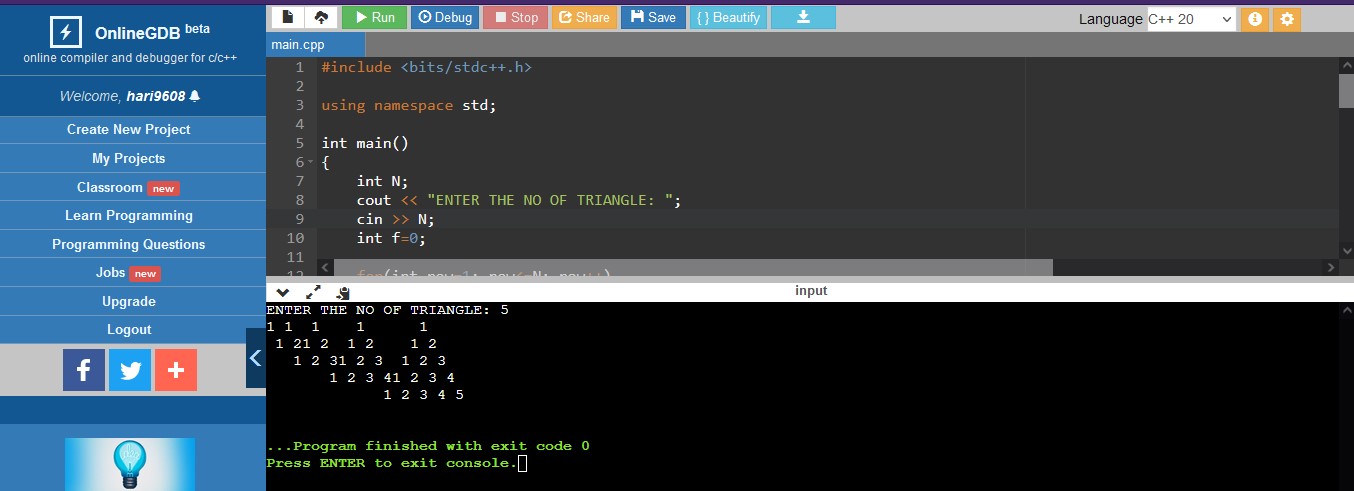 OnlineGDB beta
online compiler and debugger for c/c++
Welcome, hari9608
Create New Project
My Projects
Classroom new
Learn Programming
Programming Questions
Jobs new
Upgrade
Logout
Run Debug Stop Share Save { } Beautify
Language C++ 20
main.cpp
1 #include <bits/stdc++.h>
2
3 using namespace std;
4
5 int main()
6 {
7     int N;
8     cout << "ENTER THE NO OF TRIANGLE: ";
9     cin >> N;
10     int f=0;
11
12     for(int row=1; row<=N; row++)
input
ENTER THE NO OF TRIANGLE: 5
1 1  1    1      1
 1 21 2  1 2    1 2
   1 2 31 2 3  1 2 3
       1 2 3 41 2 3 4
             1 2 3 4 5
...Program finished with exit code 0
Press ENTER to exit console.